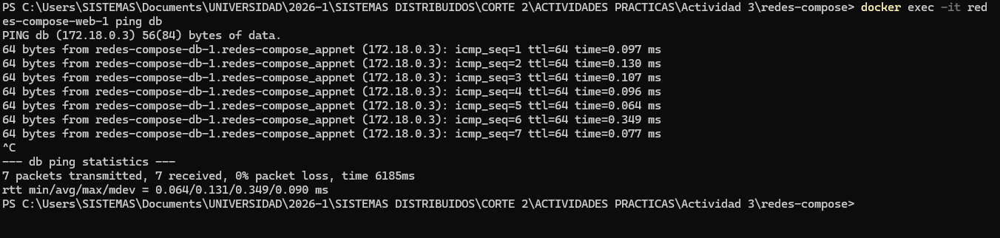 PS C:\Users\SISTEMAS\Documents\UNIVERSIDAD\2026-1\SISTEMAS DISTRIBUIDOS\CORTE 2\ACTIVIDADES PRACTICAS\Actividad 3\redes-compose> docker exec -it red
es-compose-web-1 ping db
PING db (172.18.0.3) 56(84) bytes of data.
64 bytes from redes-compose-db-1.redes-compose_appnet (172.18.0.3): icmp_seq=1 ttl=64 time=0.097 ms
64 bytes from redes-compose-db-1.redes-compose_appnet (172.18.0.3): icmp_seq=2 ttl=64 time=0.130 ms
64 bytes from redes-compose-db-1.redes-compose_appnet (172.18.0.3): icmp_seq=3 ttl=64 time=0.107 ms
64 bytes from redes-compose-db-1.redes-compose_appnet (172.18.0.3): icmp_seq=4 ttl=64 time=0.096 ms
64 bytes from redes-compose-db-1.redes-compose_appnet (172.18.0.3): icmp_seq=5 ttl=64 time=0.064 ms
64 bytes from redes-compose-db-1.redes-compose_appnet (172.18.0.3): icmp_seq=6 ttl=64 time=0.349 ms
64 bytes from redes-compose-db-1.redes-compose_appnet (172.18.0.3): icmp_seq=7 ttl=64 time=0.077 ms
^C
--- db ping statistics ---
7 packets transmitted, 7 received, 0% packet loss, time 6185ms
rtt min/avg/max/mdev = 0.064/0.131/0.349/0.090 ms
PS C:\Users\SISTEMAS\Documents\UNIVERSIDAD\2026-1\SISTEMAS DISTRIBUIDOS\CORTE 2\ACTIVIDADES PRACTICAS\Actividad 3\redes-compose>